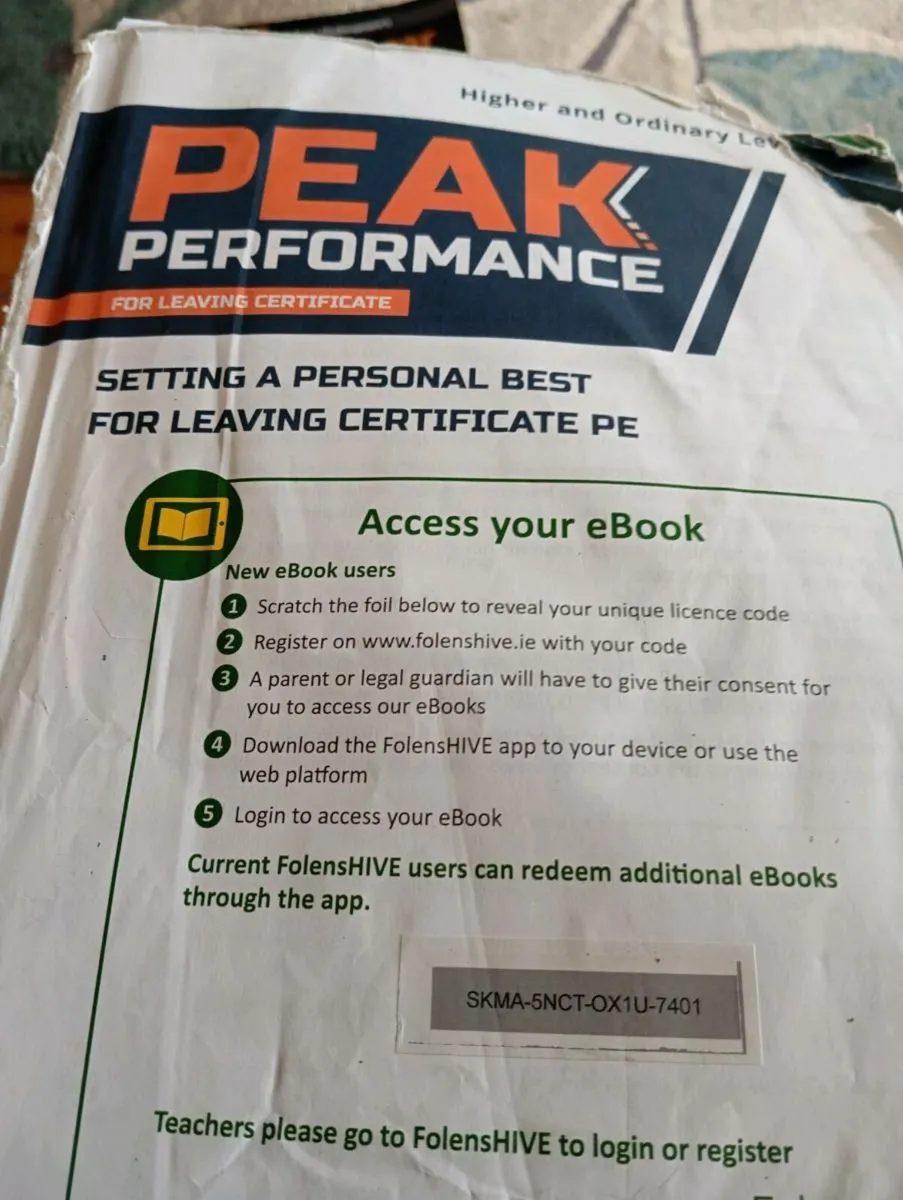 Higher and Ordinary Lev
PEAK
PERFORMANCE
FOR LEAVING CERTIFICATE
SETTING A PERSONAL BEST
FOR LEAVING CERTIFICATE PE
Access your eBook
New eBook users
1 Scratch the foil below to reveal your unique licence code
2 Register on www.folenshive.ie with your code
3 A parent or legal guardian will have to give their consent for
you to access our eBooks
4 Download the FolensHIVE app to your device or use the
web platform
5 Login to access your eBook
Current FolensHIVE users can redeem additional eBooks
through the app.
SKMA-5NCT-OX1U-7401
Teachers please go to FolensHIVE to login or register